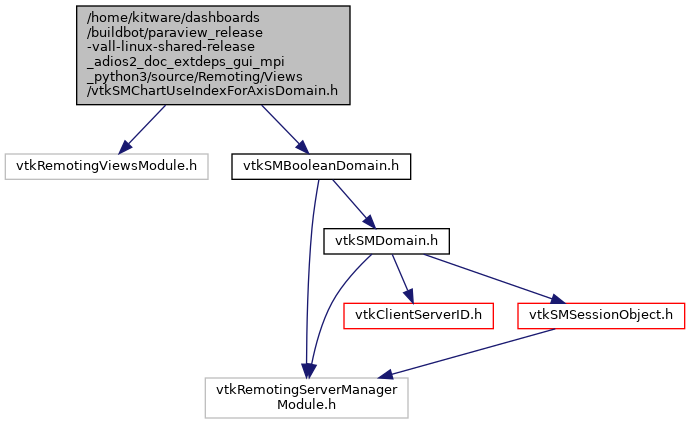 /home/kitware/dashboards
/buildbot/paraview_release
-vall-linux-shared-release
_adios2_doc_extdeps_gui_mpi
_python3/source/Remoting/Views
/vtkSMChartUseIndexForAxisDomain.h
vtkRemotingViewsModule.h
vtkSMBooleanDomain.h
vtkSMDomain.h
vtkClientServerID.h
vtkSMSessionObject.h
vtkRemotingServerManager
Module.h